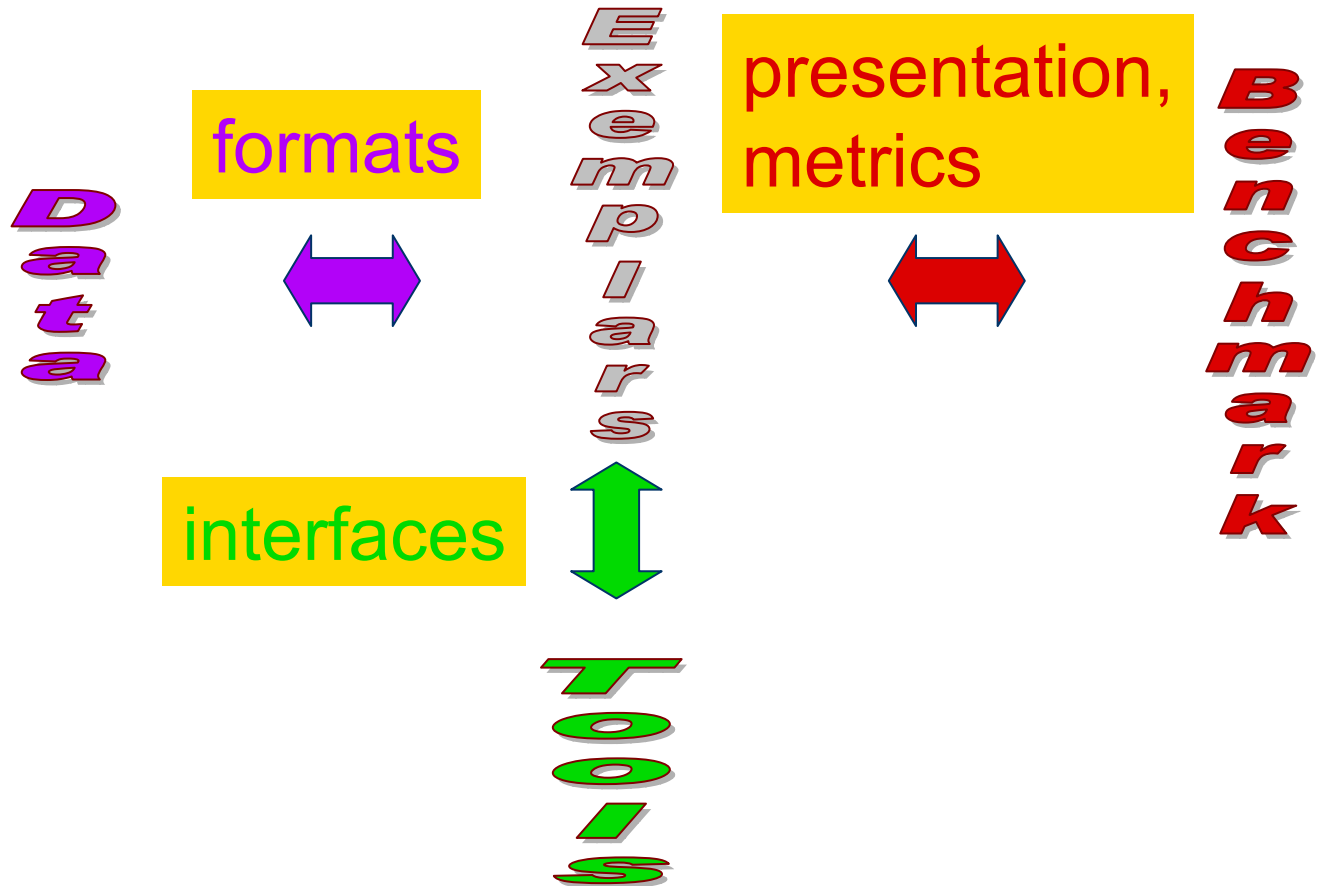 Data
formats
Exemplars
presentation,
metrics
Benchmark
interfaces
Tools